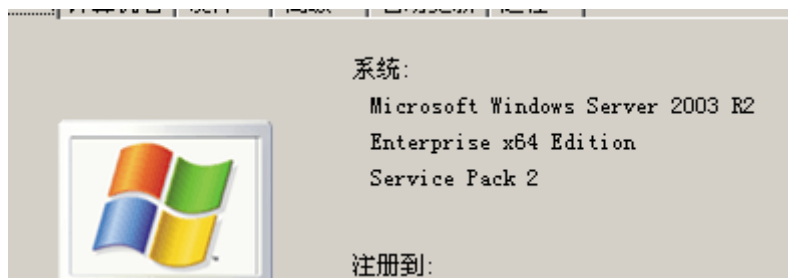 系统:
Microsoft Windows Server 2003 R2
Enterprise x64 Edition
Service Pack 2
注册到: